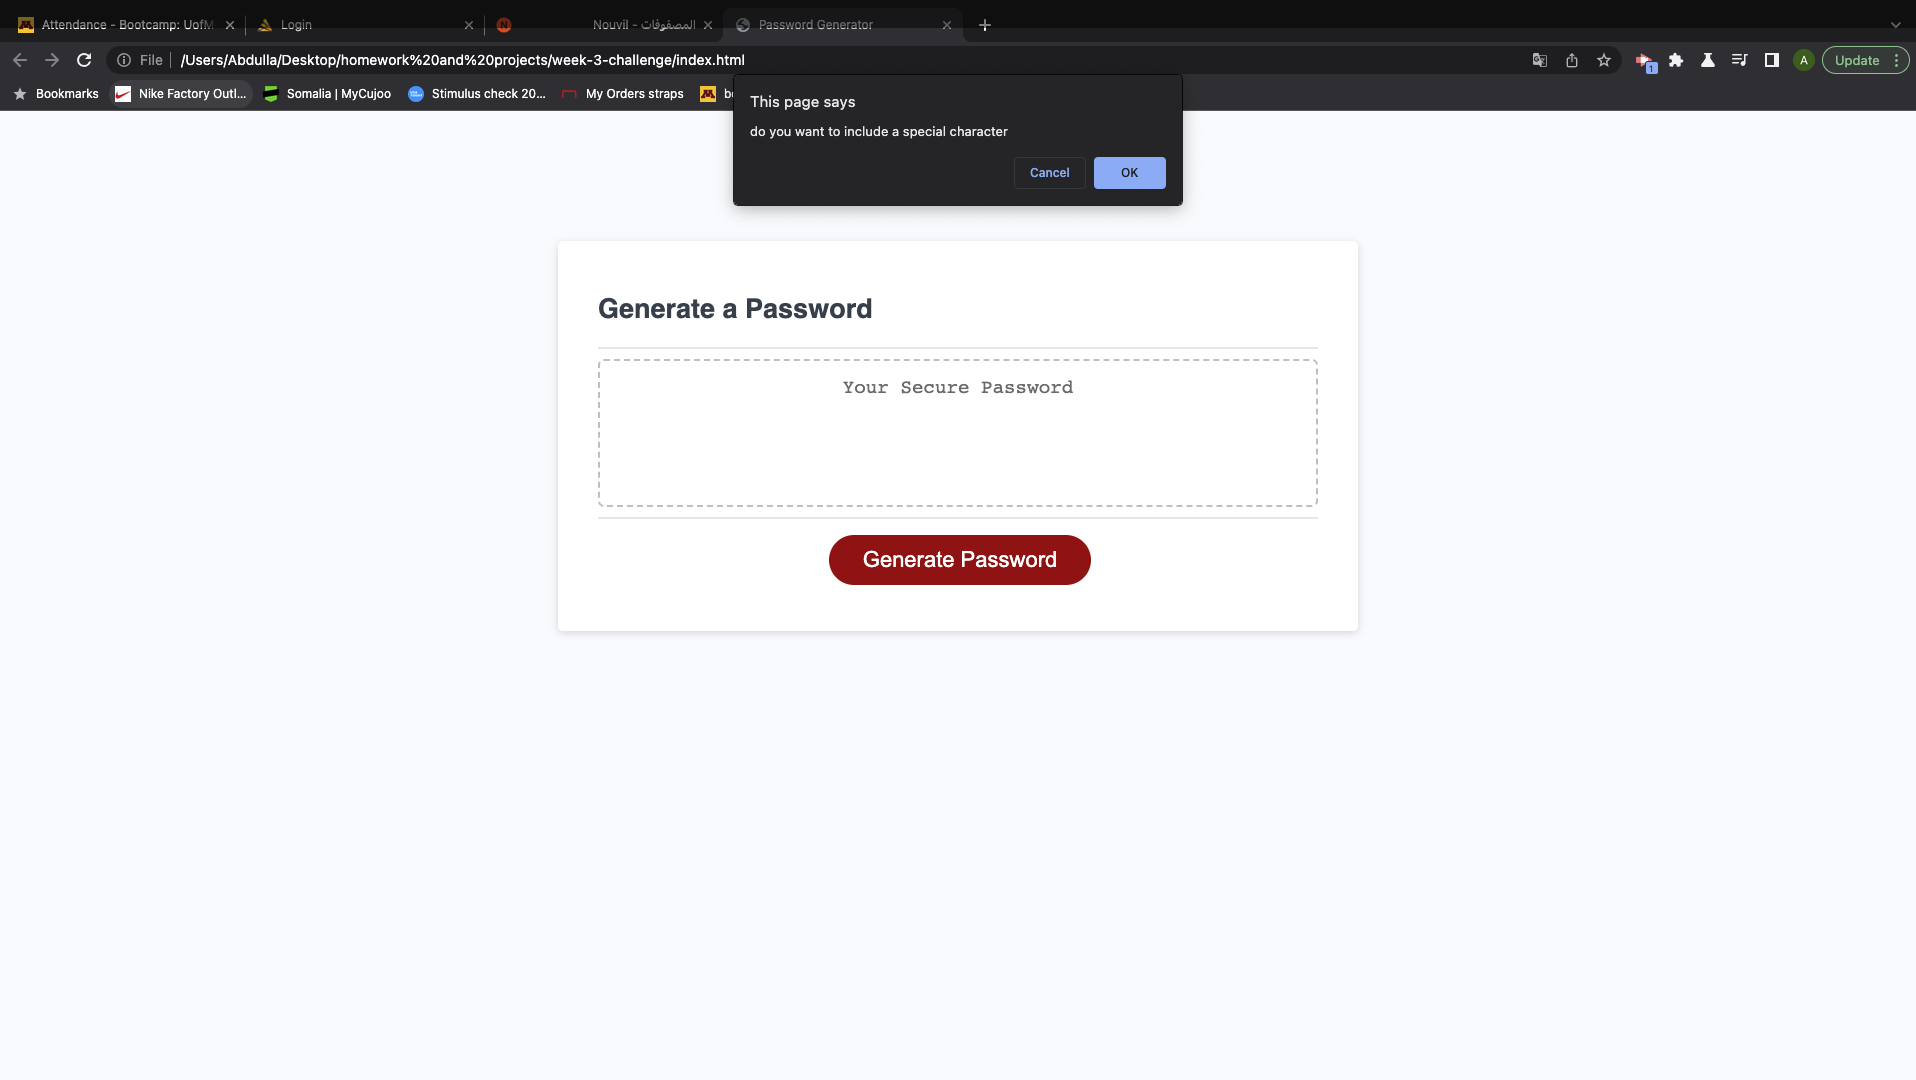 Attendance - Bootcamp: UofM
Login
Nouvil - المصفوفات
Password Generator
File
/Users/Abdulla/Desktop/homework%20and%20projects/week-3-challenge/index.html
1
A
Update
Bookmarks
Nike Factory Outl...
Somalia | MyCujoo
Stimulus check 20...
My Orders straps
This page says
do you want to include a special character
Cancel
OK
Generate a Password
Your Secure Password
Generate Password